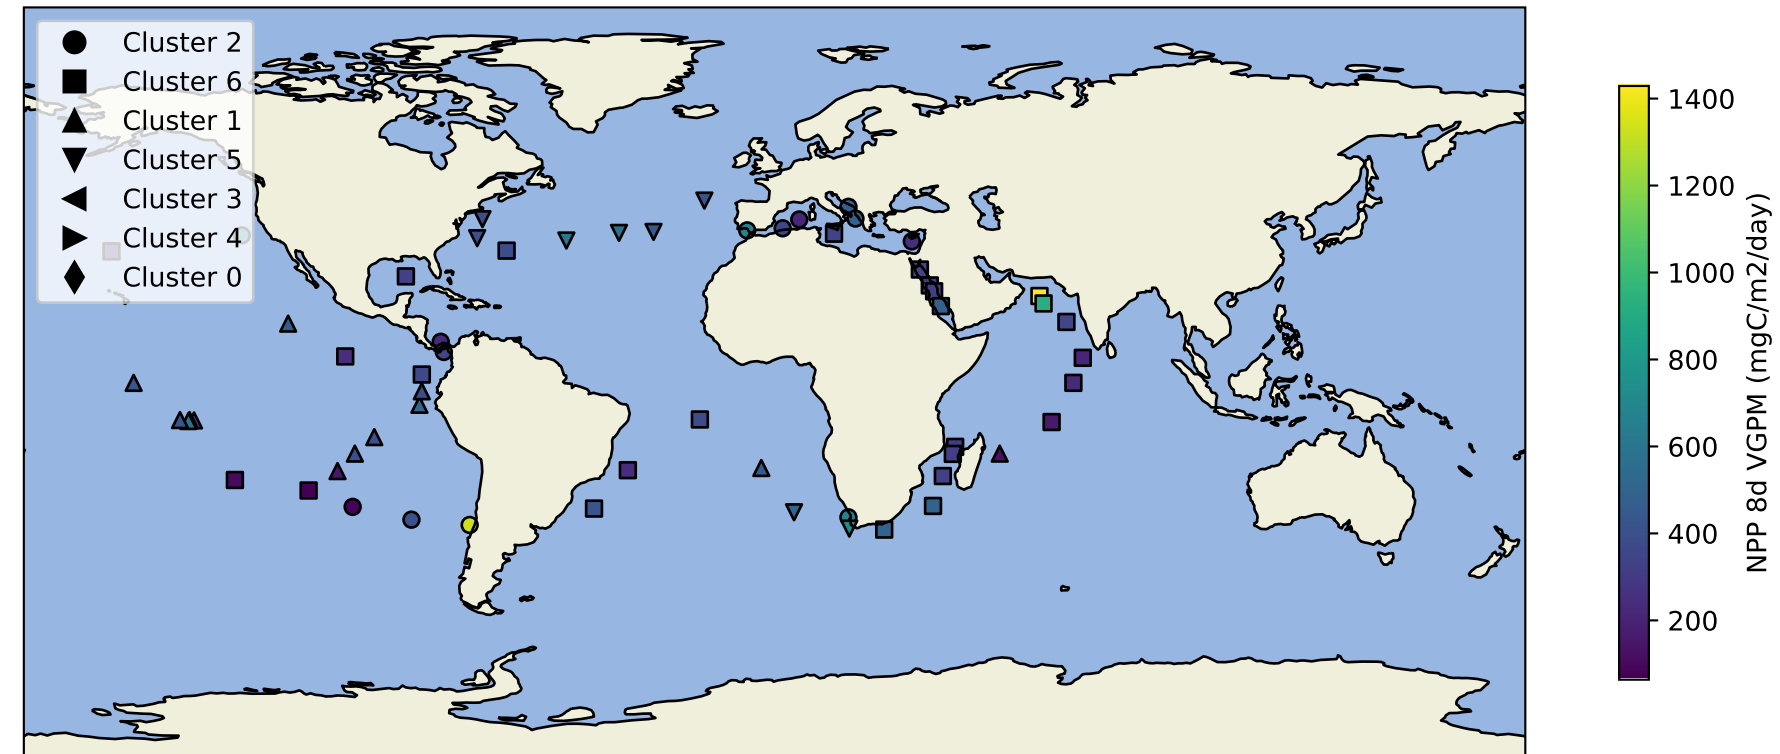 Cluster 2
Cluster 6
Cluster 1
Cluster 5
Cluster 3
Cluster 4
Cluster 0
1400
1200
1000
800
600
400
200
NPP 8d VGPM (mgC/m2/day)